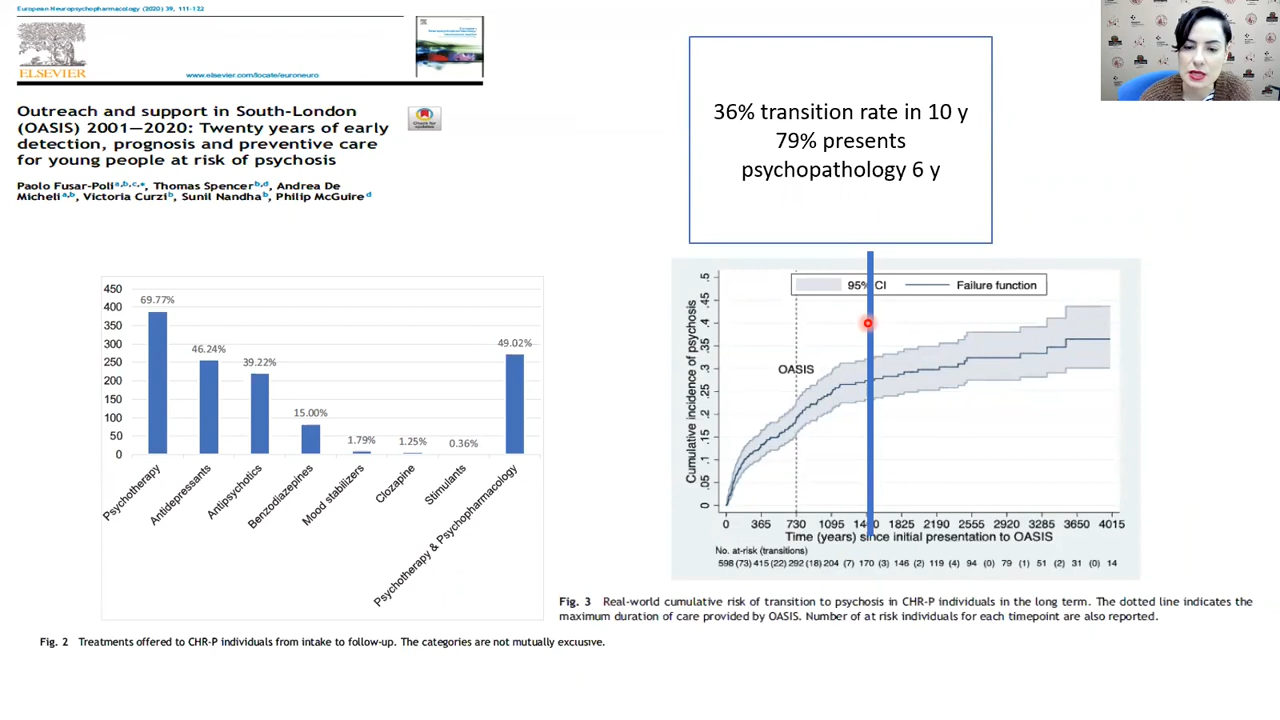 European Neuropsychopharmacology (2020) 39, 111-122
ELSEVIER
www.elsevier.com/locate/euroneuro
Outreach and support in South-London
(OASIS) 2001—2020: Twenty years of early
detection, prognosis and preventive care
for young people at risk of psychosis
Check for
updates
Paolo Fusar-Poli a,b,c,*, Thomas Spencer b,d, Andrea De
Micheli a,b, Victoria Curzi b, Sunil Nandha b, Philip McGuire d
36% transition rate in 10 y
79% presents
psychopathology 6 y
450
400
350
300
250
200
150
100
50
0
69.77%
46.24%
39.22%
15.00%
1.79%
1.25%
0.36%
49.02%
Psychotherapy
Antidepressants
Antipsychotics
Benzodiazepines
Mood stabilizers
Clozapine
Stimulants
Psychotherapy & Psychopharmacology
Fig. 2 Treatments offered to CHR-P individuals from intake to follow-up. The categories are not mutually exclusive.
95% CI Failure function
OASIS
Cumulative incidence of psychosis
.5
.45
.4
.35
.3
.25
.2
.15
.1
.05
0
0 365 730 1095 1460 1825 2190 2555 2920 3285 3650 4015
Time (years) since initial presentation to OASIS
No. at-risk (transitions)
598 (73) 415 (22) 292 (18) 204 (7) 170 (3) 146 (2) 119 (4) 94 (0) 79 (1) 51 (2) 31 (0) 14
Fig. 3 Real-world cumulative risk of transition to psychosis in CHR-P individuals in the long term. The dotted line indicates the
maximum duration of care provided by OASIS. Number of at risk individuals for each timepoint are also reported.